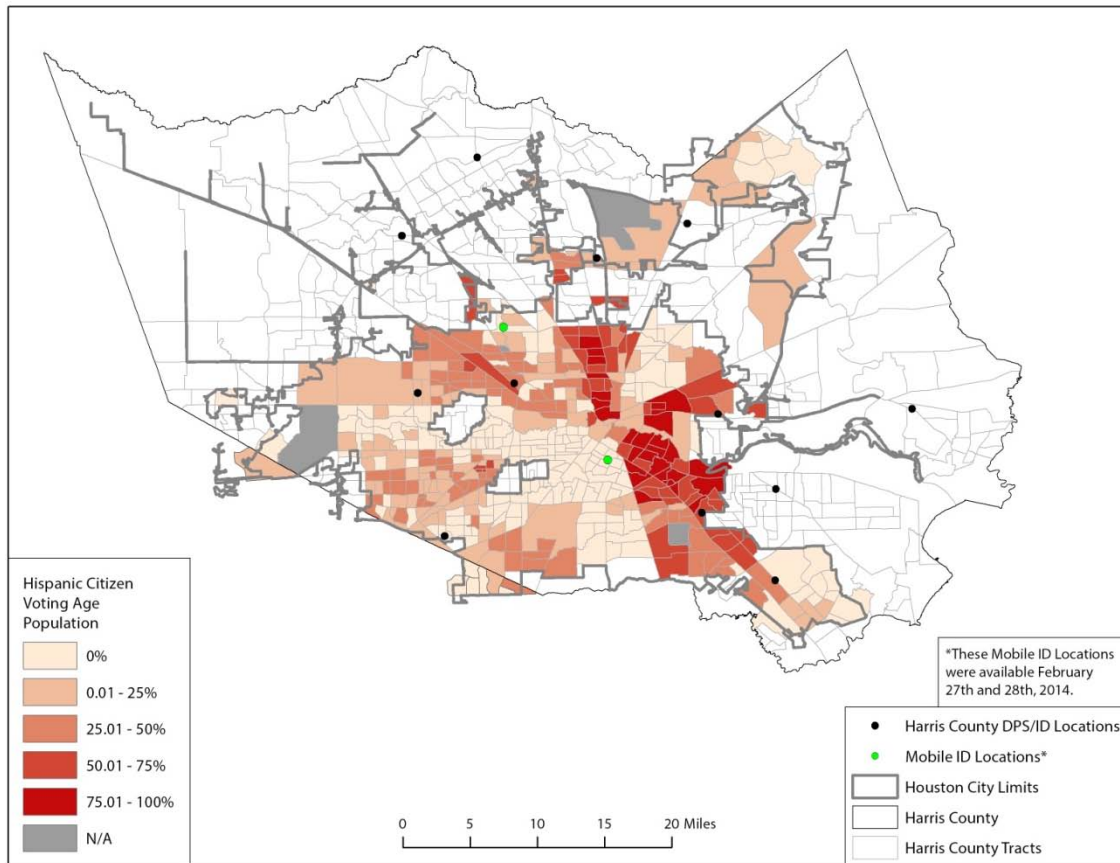 Hispanic Citizen
Voting Age
Population
0%
0.01 - 25%
25.01 - 50%
50.01 - 75%
75.01 - 100%
N/A
0 5 10 15 20 Miles
*These Mobile ID Locations
were available February
27th and 28th, 2014.
Harris County DPS/ID Locations
Mobile ID Locations*
Houston City Limits
Harris County
Harris County Tracts